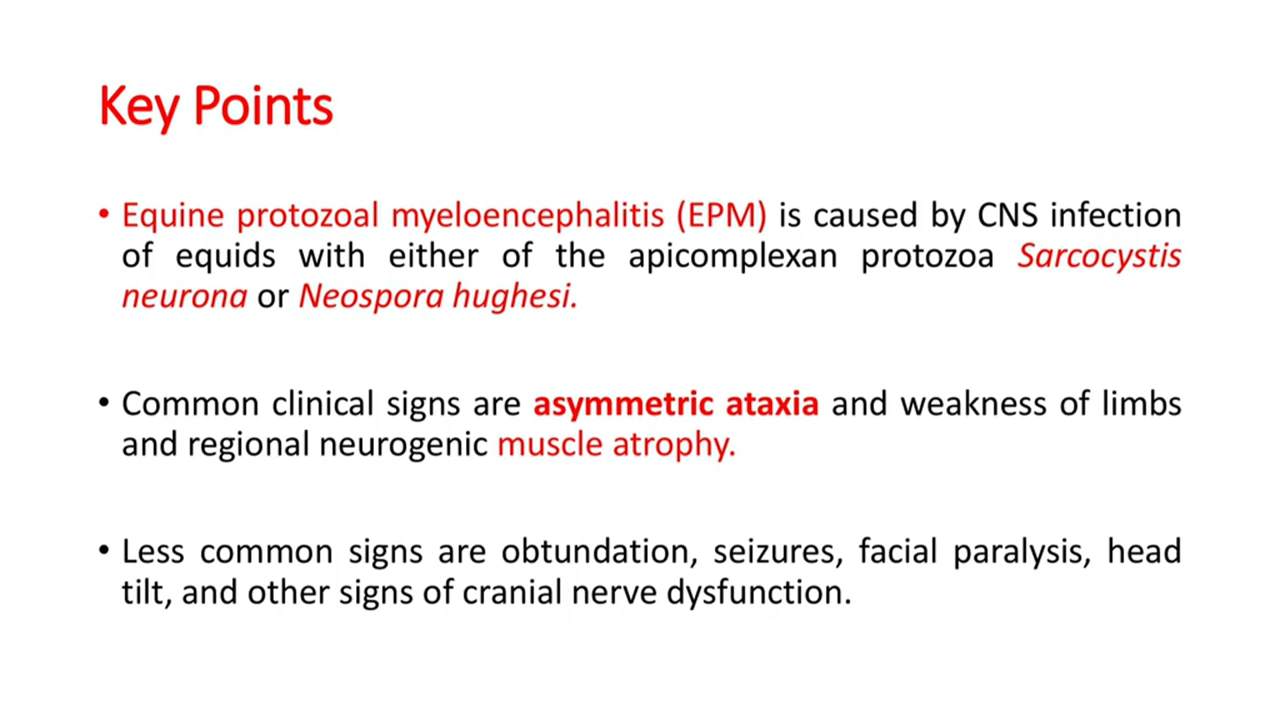 Key Points
• Equine protozoal myeloencephalitis (EPM) is caused by CNS infection
of equids with either of the apicomplexan protozoa Sarcocystis
neurona or Neospora hughesi.
• Common clinical signs are asymmetric ataxia and weakness of limbs
and regional neurogenic muscle atrophy.
• Less common signs are obtundation, seizures, facial paralysis, head
tilt, and other signs of cranial nerve dysfunction.